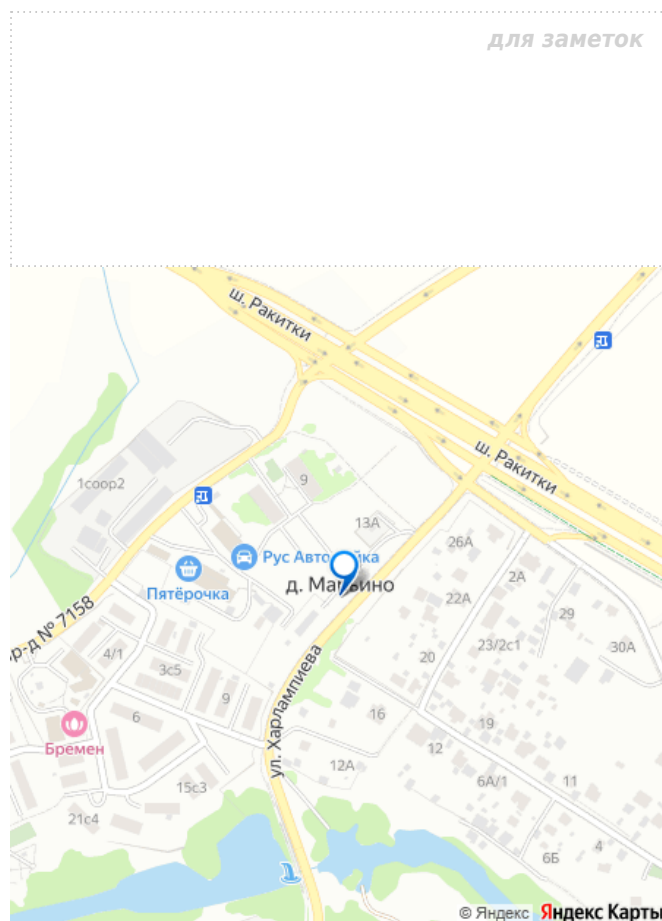 для заметок
ш. Ракитки
ш. Ракитки
1соор2
9
13А
26А
Рус Автомойка
2А
Пятёрочка
д. Марьино
22А
29
р-д № 7158
23/2с1
30А
4/1
3с5
20
9
ул. Харлампиева
16
6
19
Бремен
12
12А
6А/1
11
15с3
21с4
4
6Б
© Яндекс Яндекс Карты